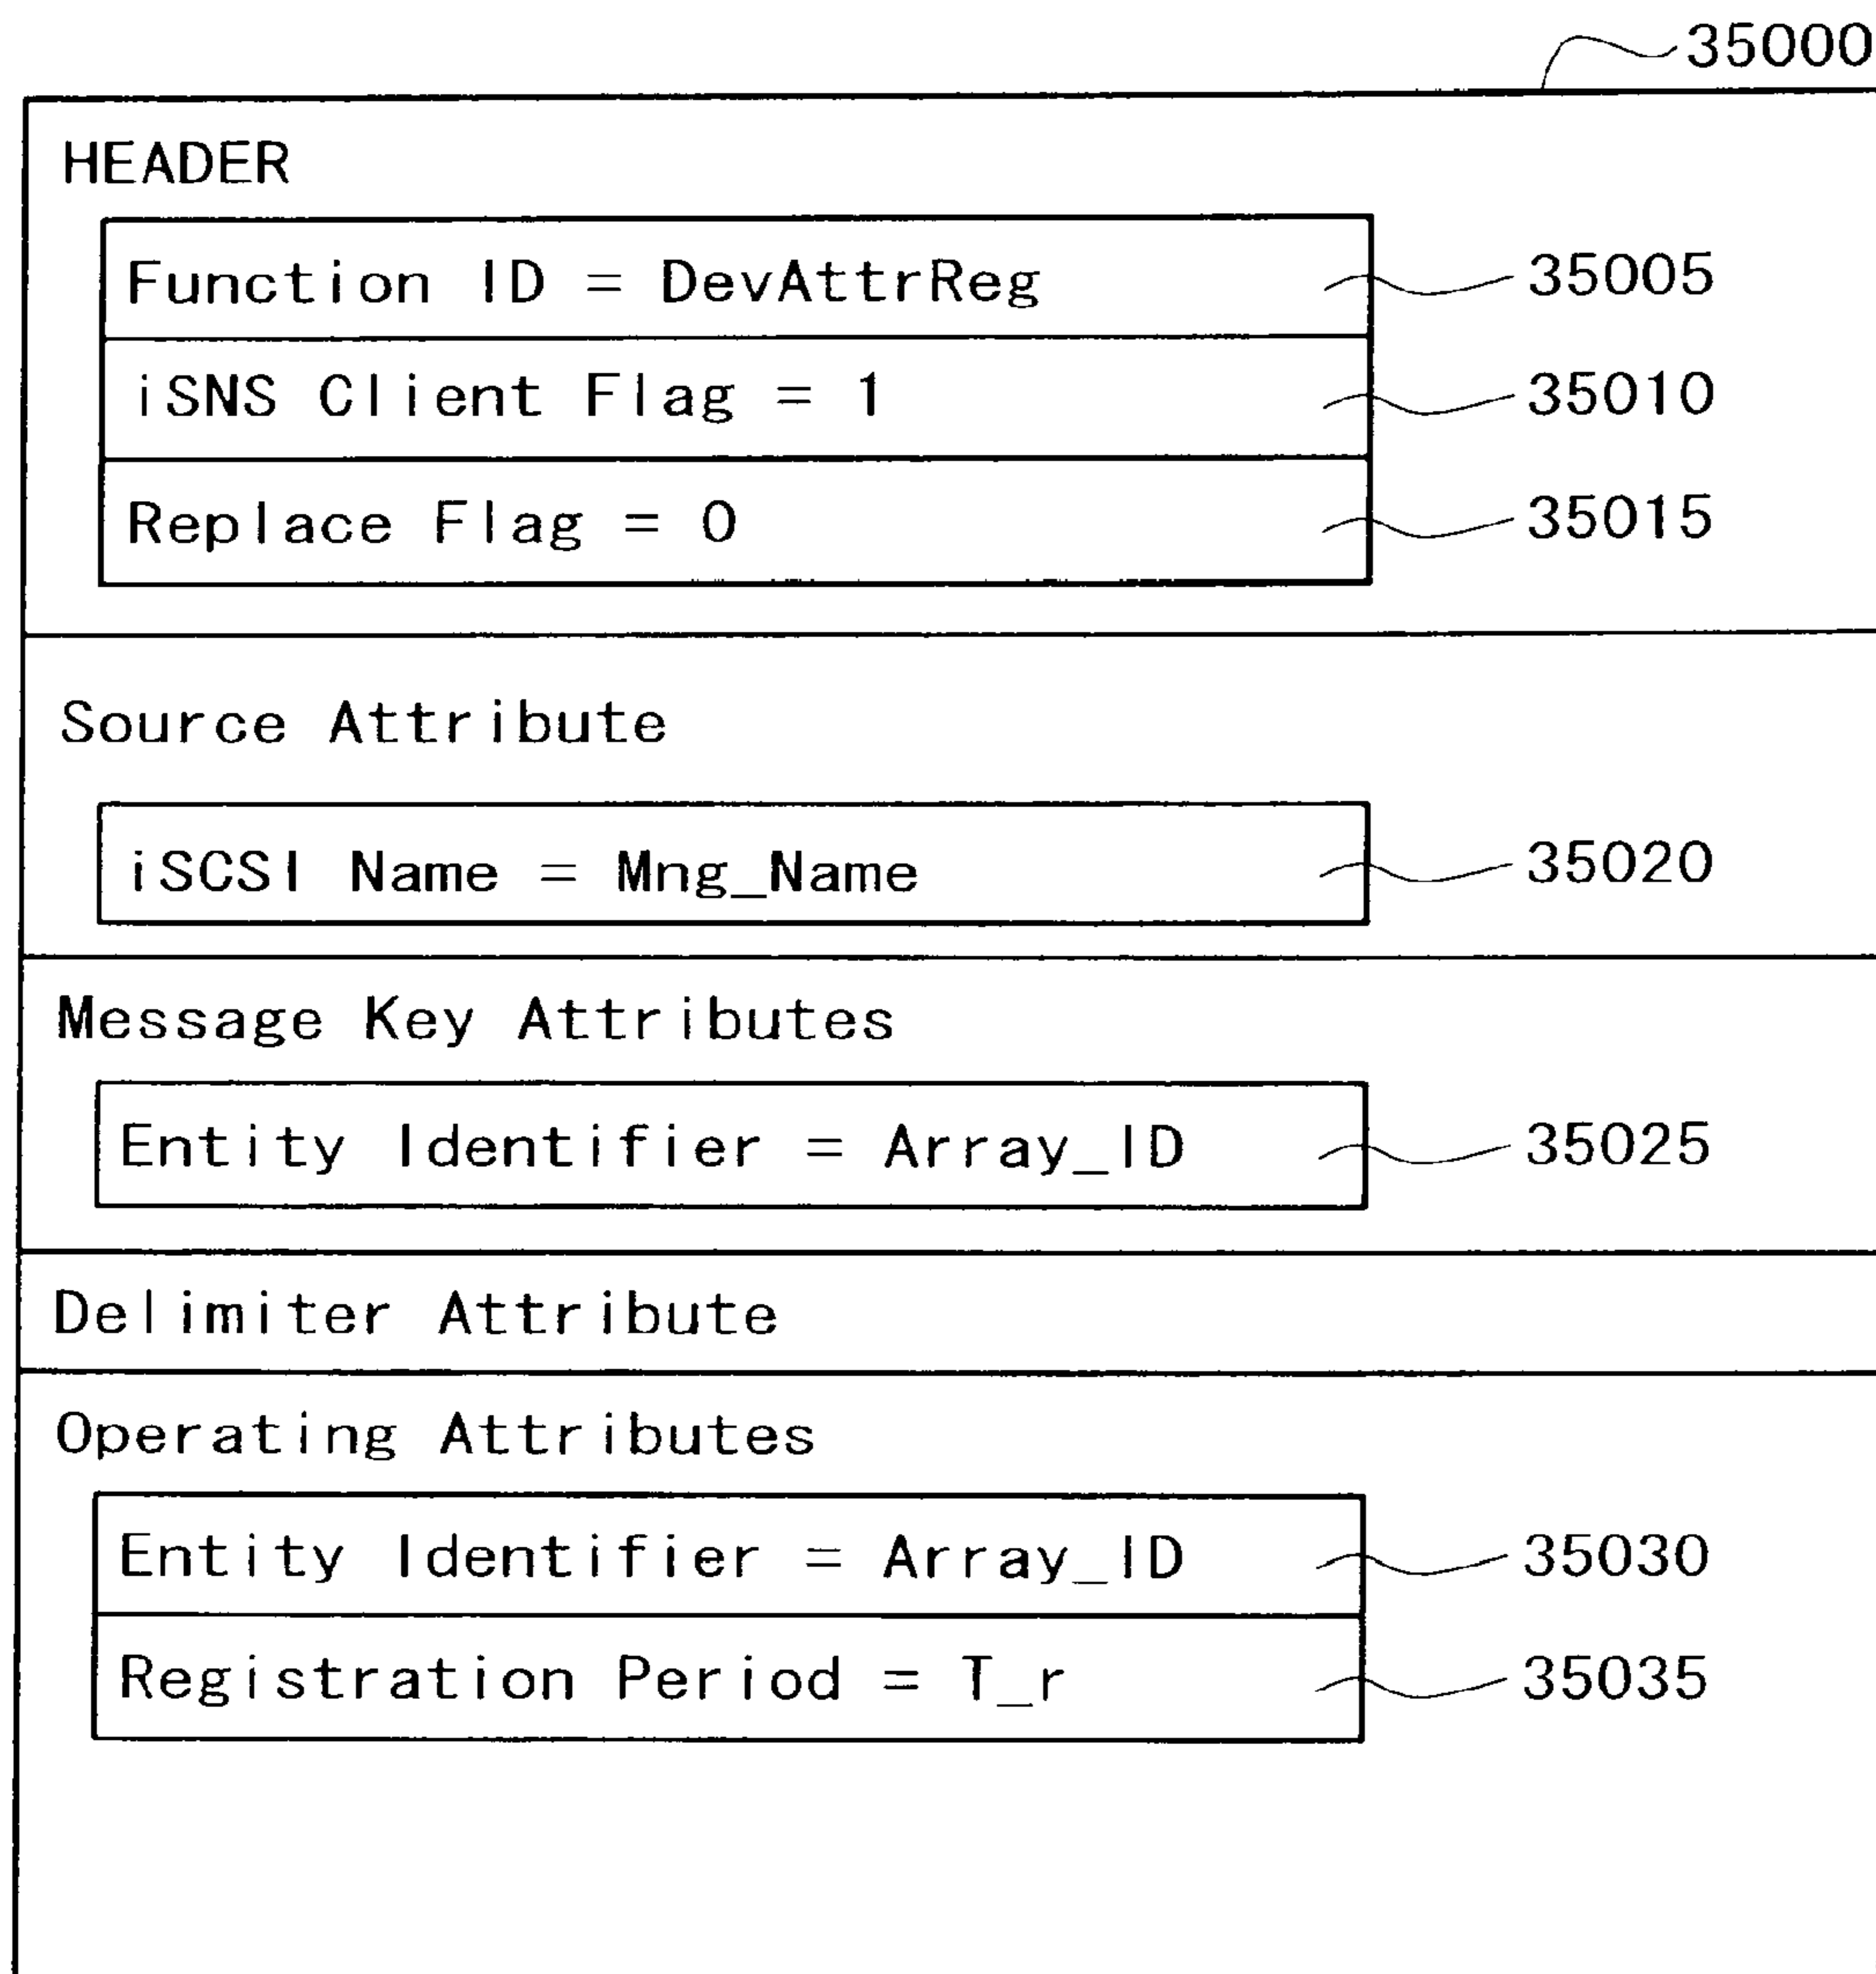 35000
HEADER
Function ID = DevAttrReg 35005
iSNS Client Flag = 1 35010
Replace Flag = 0 35015
Source Attribute
iSCSI Name = Mng_Name 35020
Message Key Attributes
Entity Identifier = Array_ID 35025
Delimiter Attribute
Operating Attributes
Entity Identifier = Array_ID 35030
Registration Period = T_r 35035